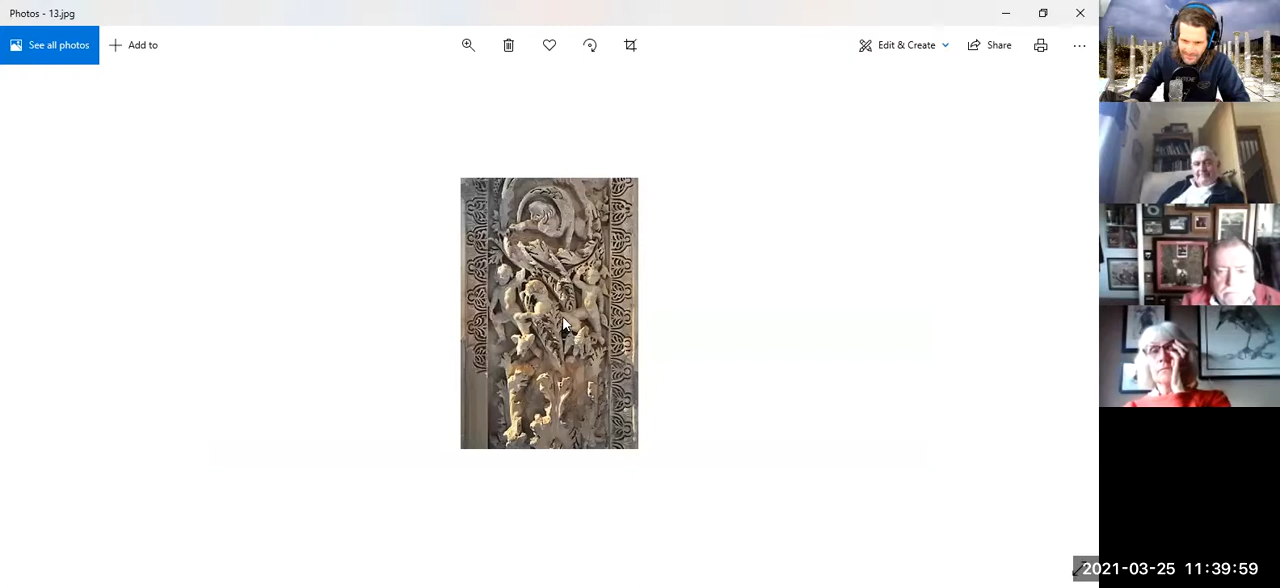 Photos - 13.jpg
See all photos
Add to
Edit & Create
Share
2021-03-25 11:39:59